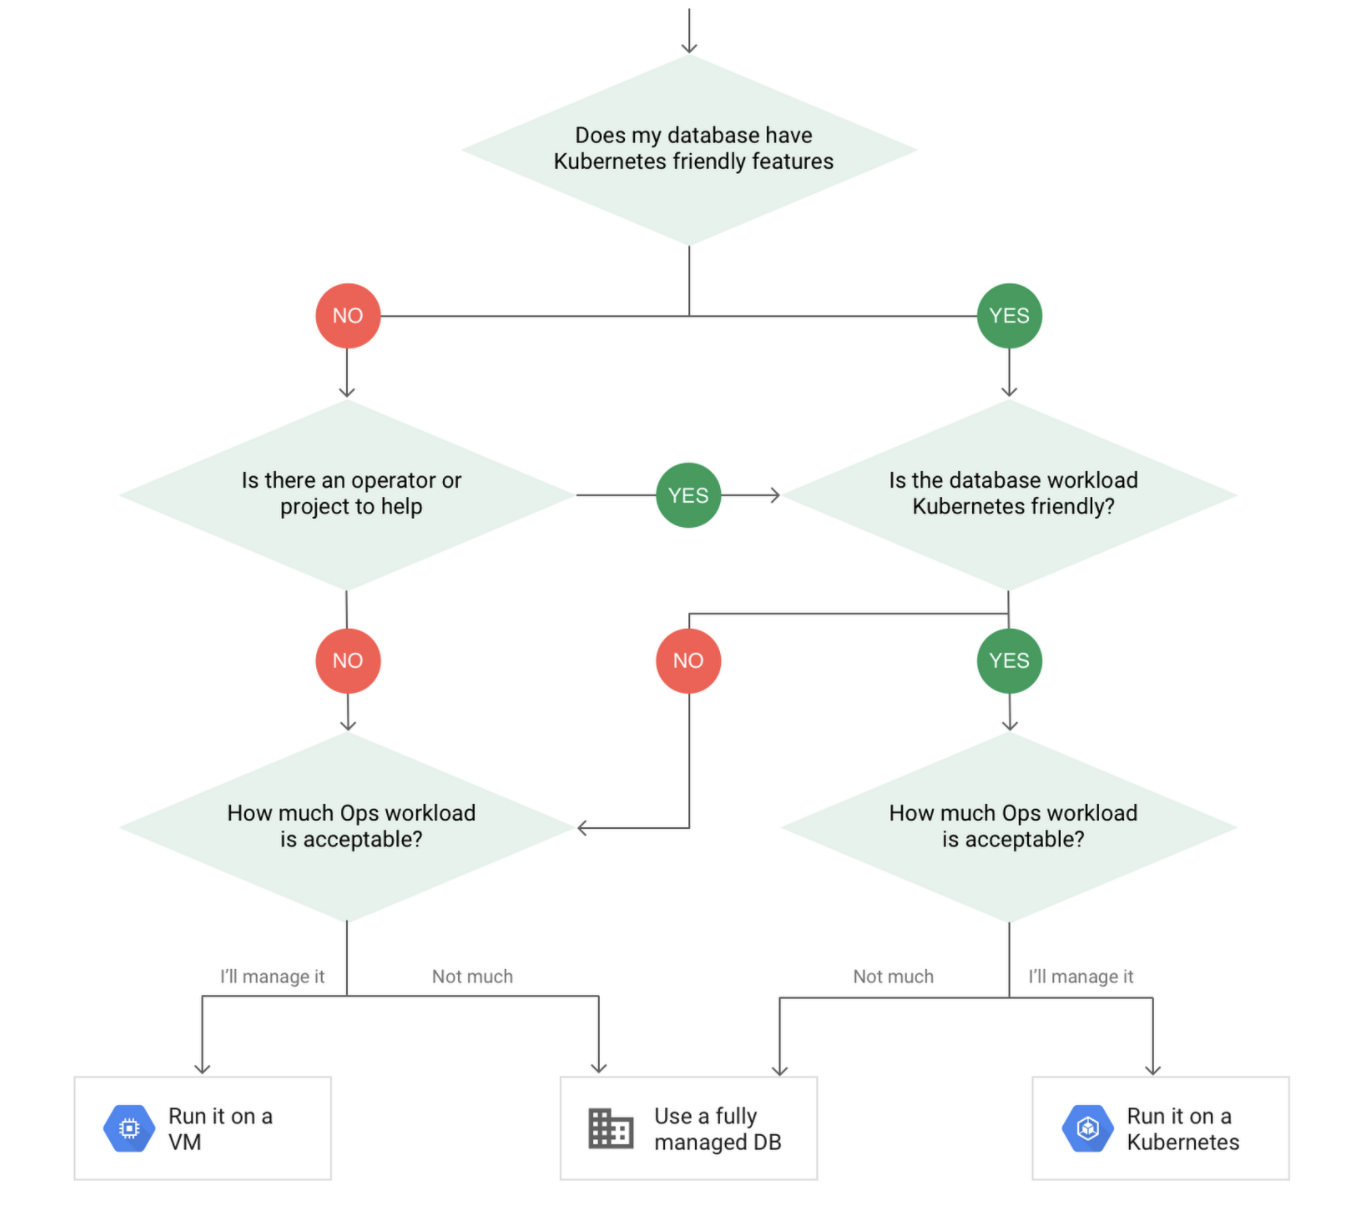 Does my database have
Kubernetes friendly features
NO
YES
Is there an operator or
project to help
YES
Is the database workload
Kubernetes friendly?
NO
NO
YES
How much Ops workload
is acceptable?
How much Ops workload
is acceptable?
I'll manage it
Not much
Not much
I'll manage it
Run it on a
VM
Use a fully
managed DB
Run it on a
Kubernetes